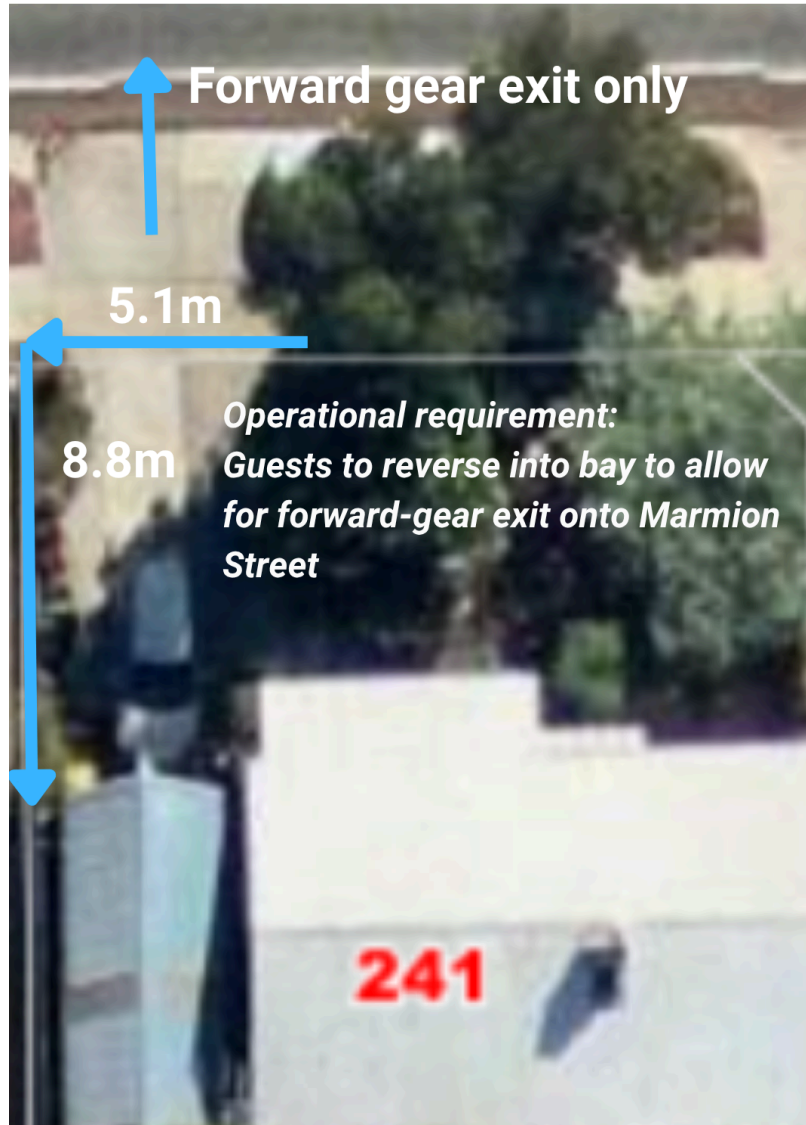 Forward gear exit only
5.1m
8.8m
Operational requirement:
Guests to reverse into bay to allow
for forward-gear exit onto Marmion
Street
241